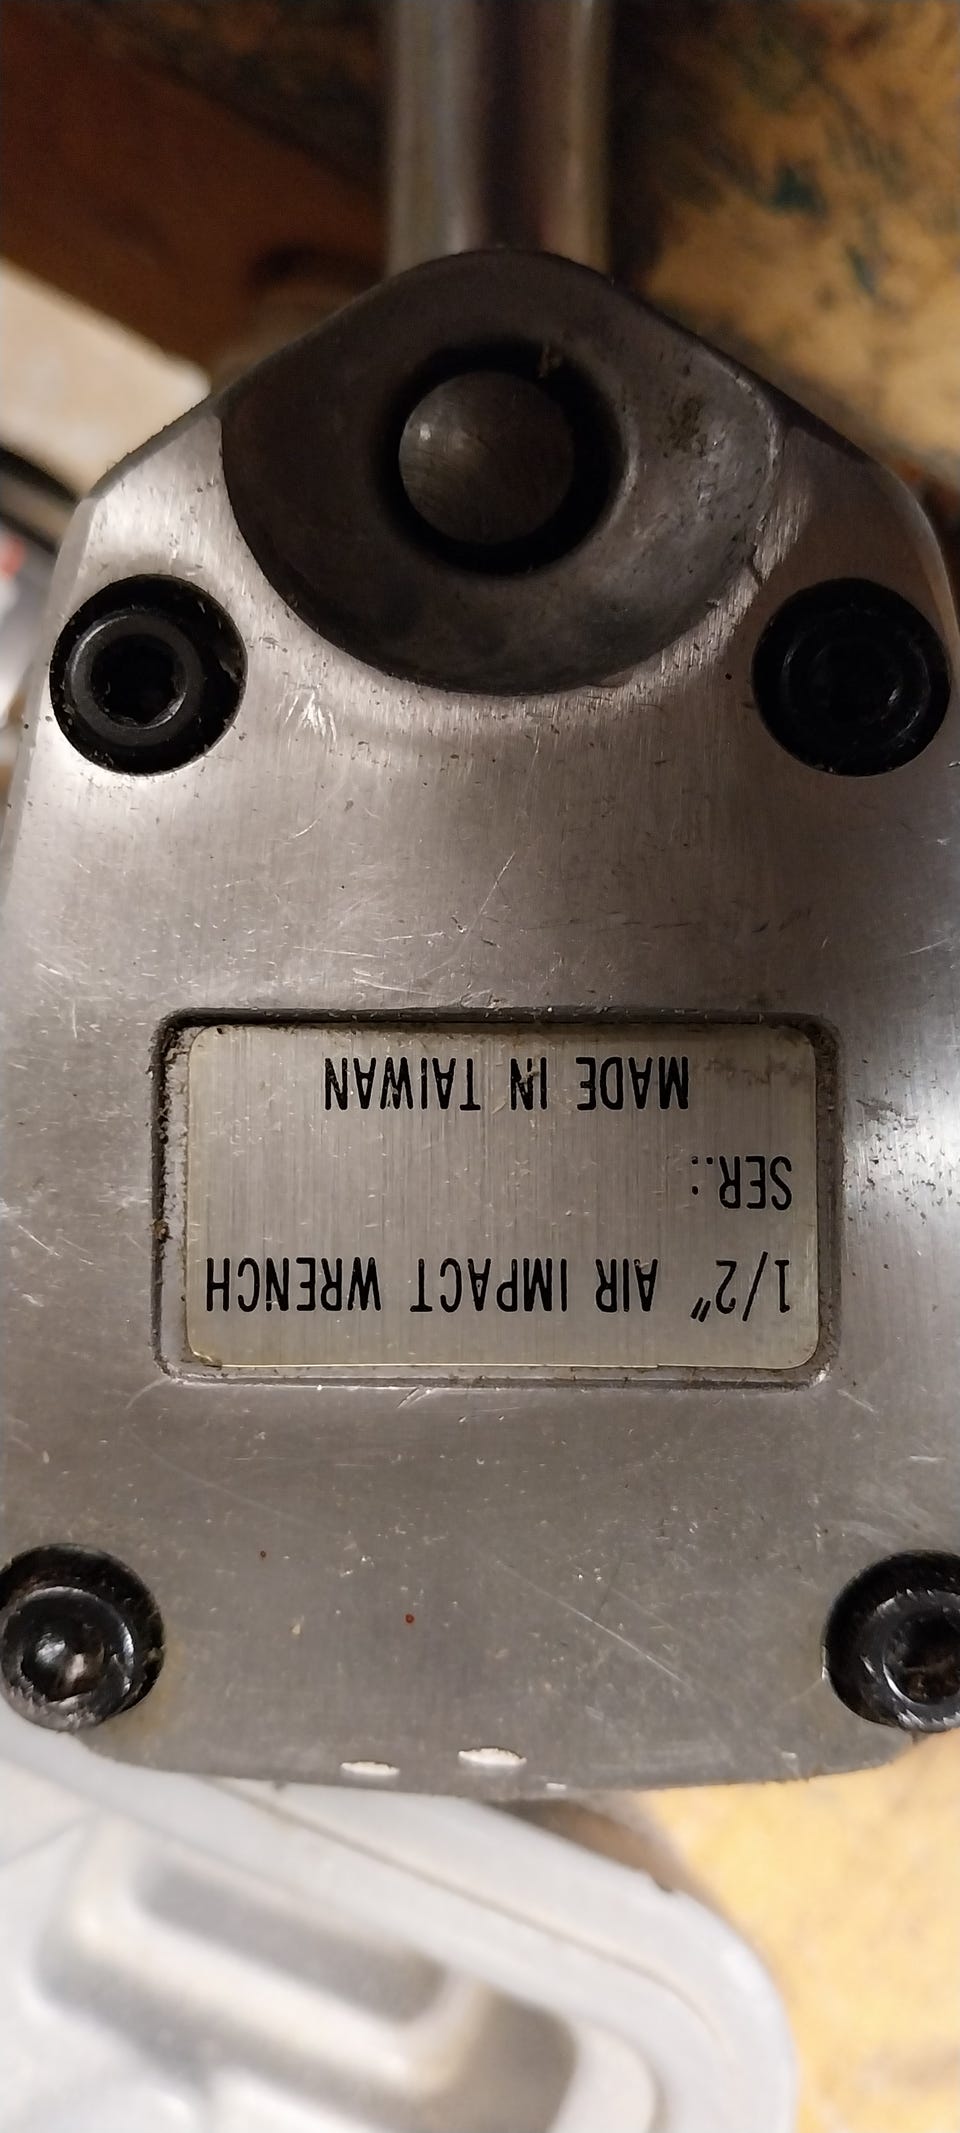 1/2" AIR IMPACT WRENCH
SER.:
MADE IN TAIWAN